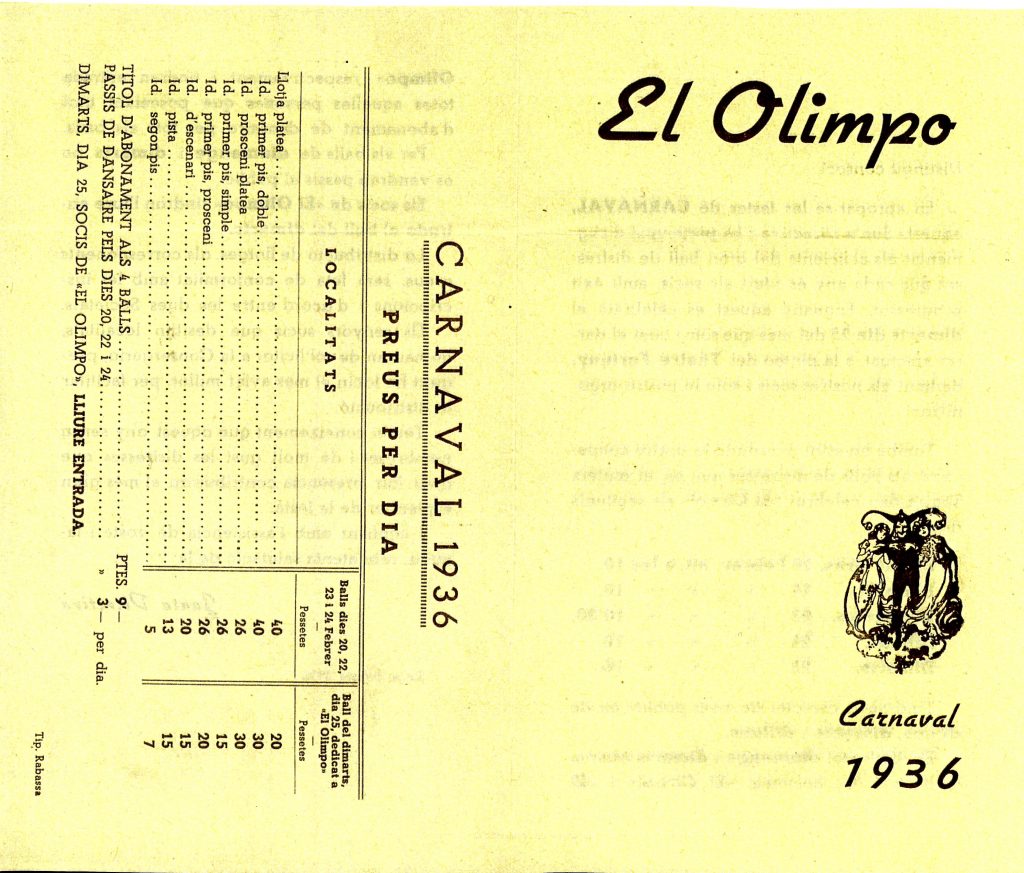 El Olimpo
Carnaval
1936
CARNAVAL 1936
PREUS PER DIA
LOCALITATS
Balls dies 20, 22,
23 i 24 Febrer
—
Pessetes
Ball del dimarts,
dia 25, dedicat a
«El Olimpo»
—
Pessetes
Llotja platea 40 20
Id. primer pis, doble 40 30
Id. prosceni platea 26 30
Id. primer pis, simple 26 15
Id. primer pis, prosceni 26 20
Id. d'escenari 20 15
Id. pista 13 15
Id. segon pis 5 7
TÍTOL D'ABONAMENT ALS 4 BALLS PTES. 9'—
PASSIS DE DANSAIRE PELS DIES 20, 22 i 24 » 3'— per dia.
DIMARTS, DIA 25, SOCIS DE «EL OLIMPO», LLIURE ENTRADA.
Tip. Rabassa